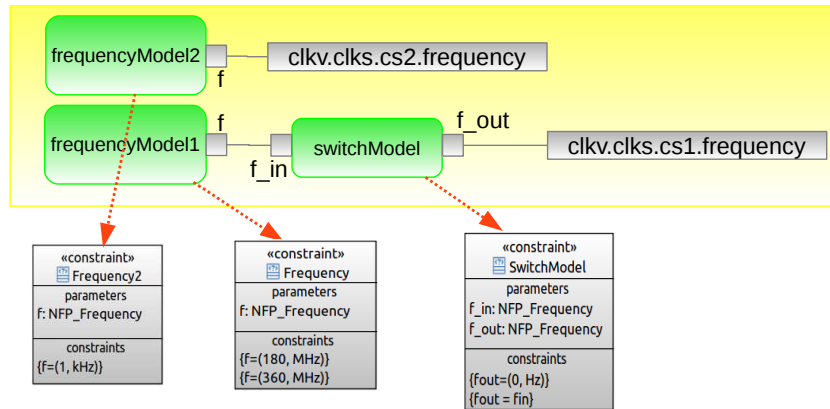 frequencyModel2
f
clkv.clks.cs2.frequency
frequencyModel1
f
f_in
switchModel
f_out
clkv.clks.cs1.frequency
«constraint»
Frequency2
parameters
f: NFP_Frequency
constraints
{f=(1, kHz)}
«constraint»
Frequency
parameters
f: NFP_Frequency
constraints
{f=(180, MHz)}
{f=(360, MHz)}
«constraint»
SwitchModel
parameters
f_in: NFP_Frequency
f_out: NFP_Frequency
constraints
{fout=(0, Hz)}
{fout = fin}